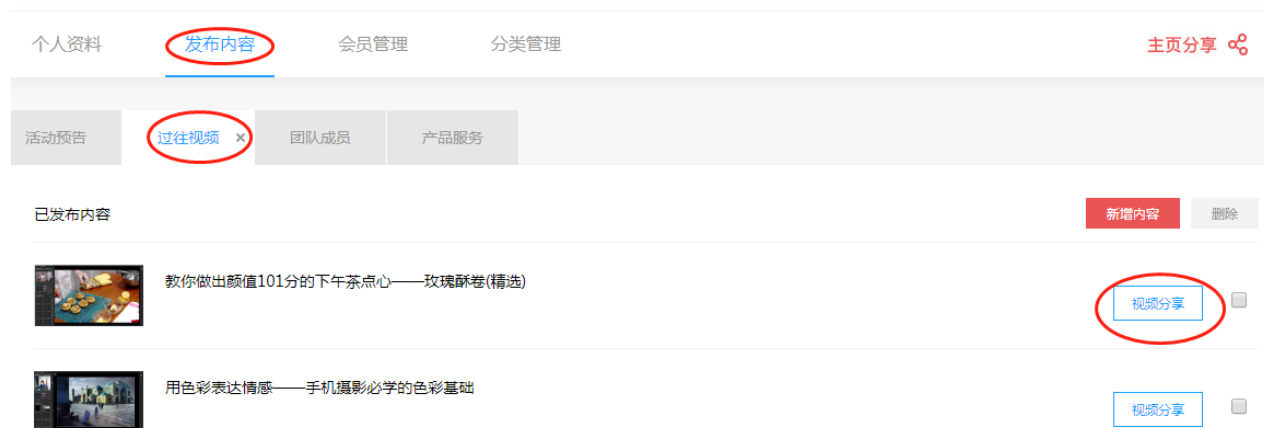 个人资料 发布内容 会员管理 分类管理 主页分享
活动预告 过往视频 × 团队成员 产品服务
已发布内容 新增内容 删除
教你做出颜值101分的下午茶点心——玫瑰酥卷(精选)
视频分享
用色彩表达情感——手机摄影必学的色彩基础
视频分享